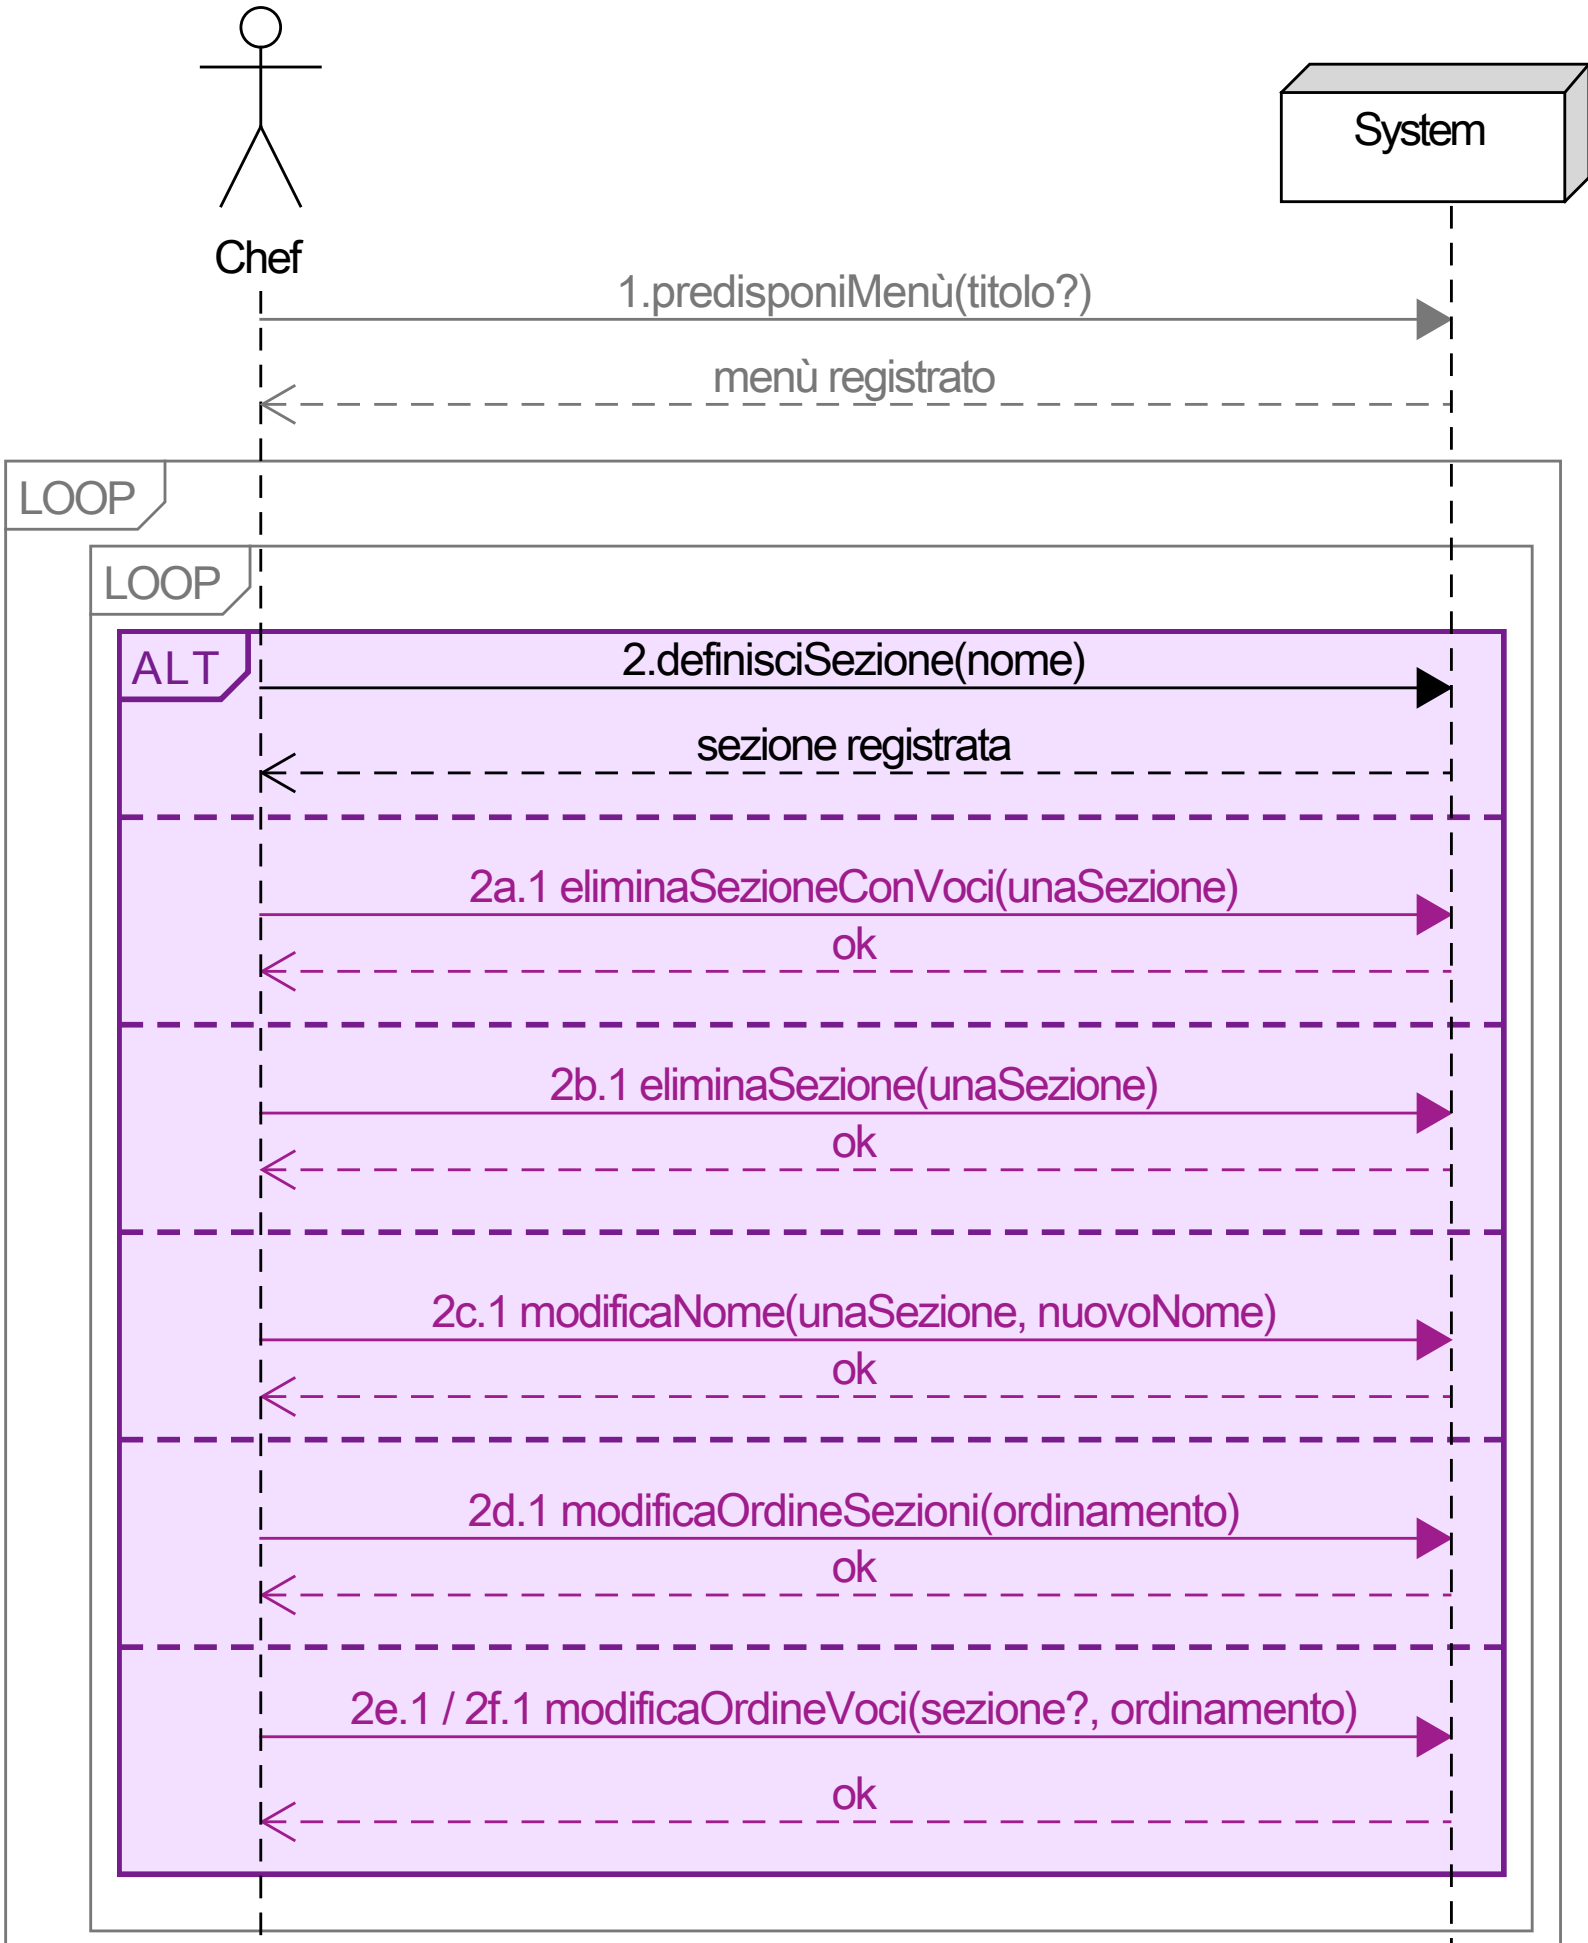 System
Chef
1.predisponiMenù(titolo?)
menù registrato
LOOP
LOOP
ALT
2.definisciSezione(nome)
sezione registrata
2a.1 eliminaSezioneConVoci(unaSezione)
ok
2b.1 eliminaSezione(unaSezione)
ok
2c.1 modificaNome(unaSezione, nuovoNome)
ok
2d.1 modificaOrdineSezioni(ordinamento)
ok
2e.1 / 2f.1 modificaOrdineVoci(sezione?, ordinamento)
ok